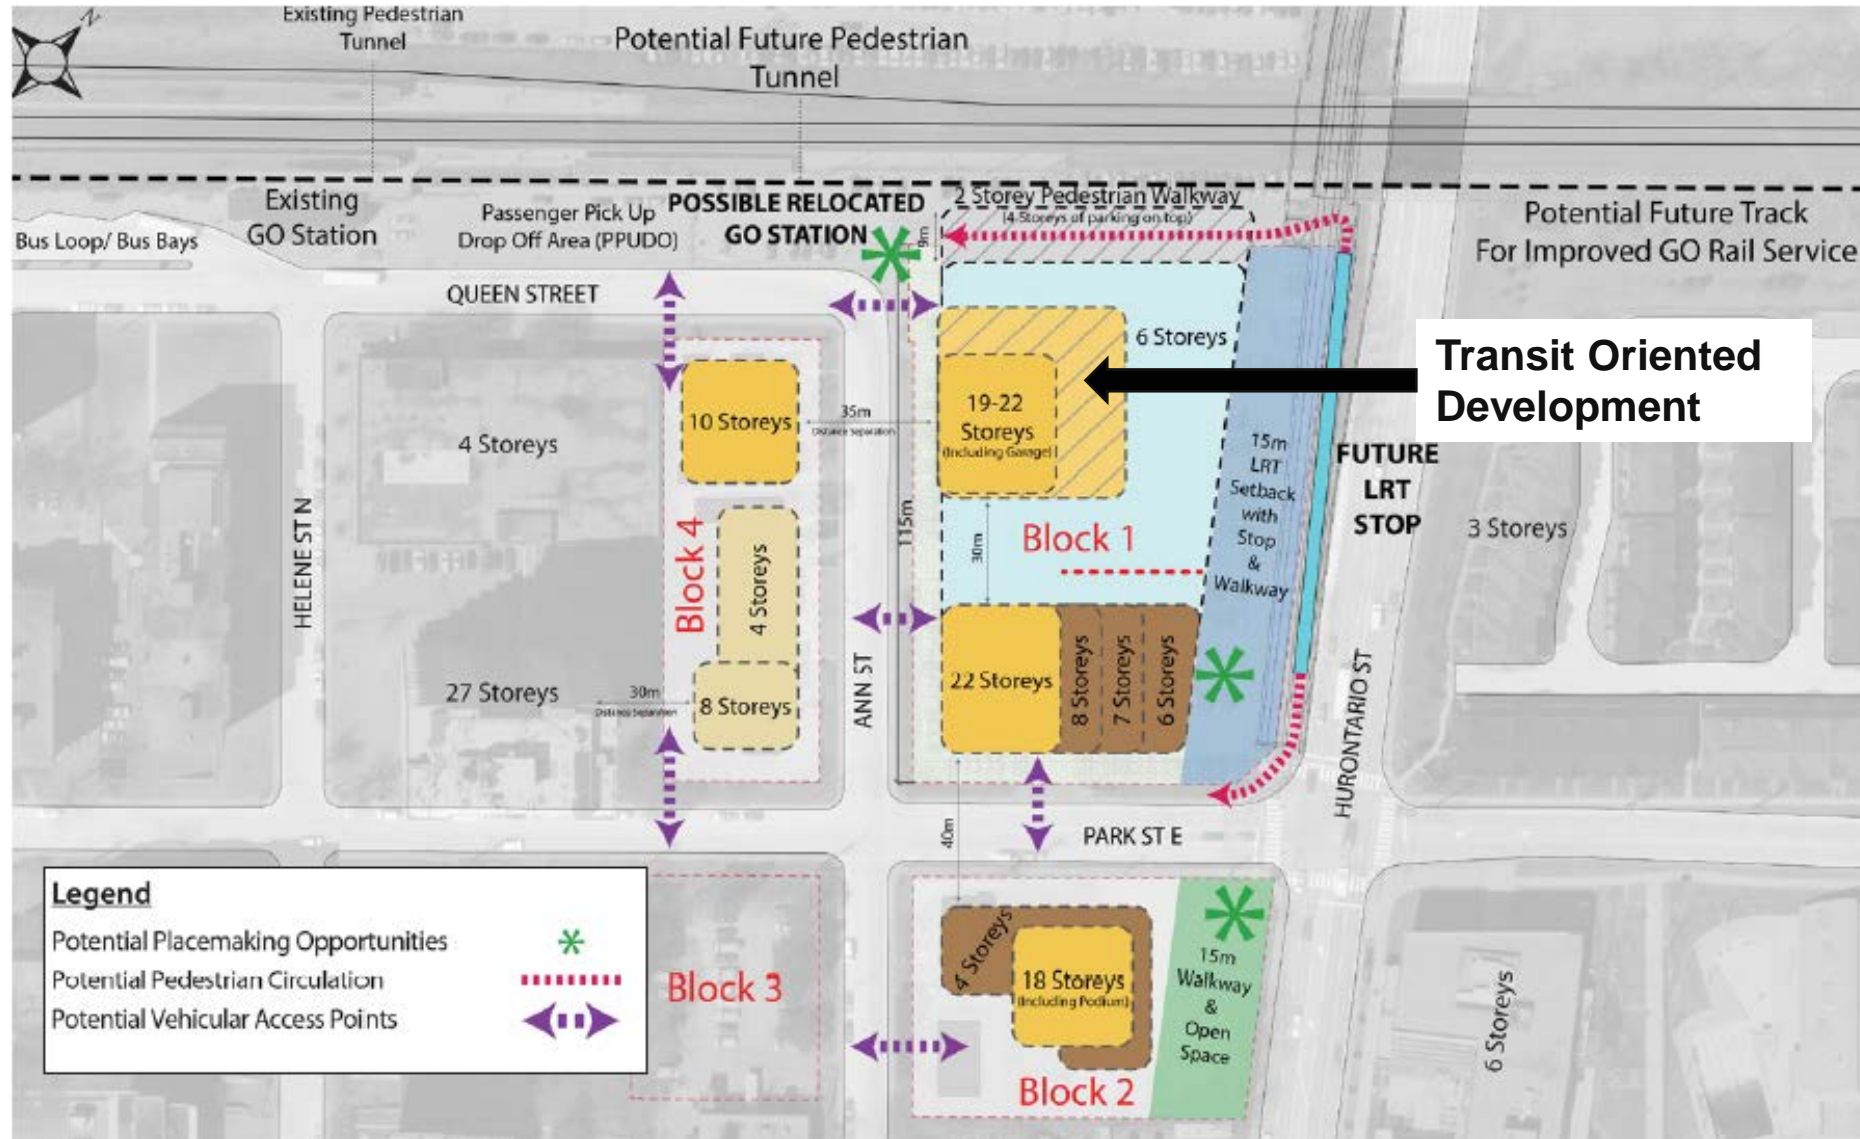 N
Existing Pedestrian
Tunnel
Potential Future Pedestrian
Tunnel
Existing
GO Station
Bus Loop/ Bus Bays
Passenger Pick Up
Drop Off Area (PPUDO)
POSSIBLE RELOCATED
GO STATION
2 Storey Pedestrian Walkway
(4 Storeys of parking on top)
9m
Potential Future Track
For Improved GO Rail Service
QUEEN STREET
6 Storeys
Transit Oriented
Development
10 Storeys
35m
Distance Separation
19-22
Storeys
(Including Garage)
4 Storeys
15m
LRT
Setback
with
Stop
&
Walkway
FUTURE
LRT
STOP
3 Storeys
HELENE ST N
Block 4
4 Storeys
115m
30m
Block 1
27 Storeys
30m
Distance Separation
8 Storeys
ANN ST
22 Storeys
8 Storeys
7 Storeys
6 Storeys
HURONTARIO ST
40m
PARK ST E
Legend
Potential Placemaking Opportunities
Potential Pedestrian Circulation
Potential Vehicular Access Points
Block 3
4 Storeys
18 Storeys
(Including Podium)
15m
Walkway
&
Open
Space
Block 2
6 Storeys